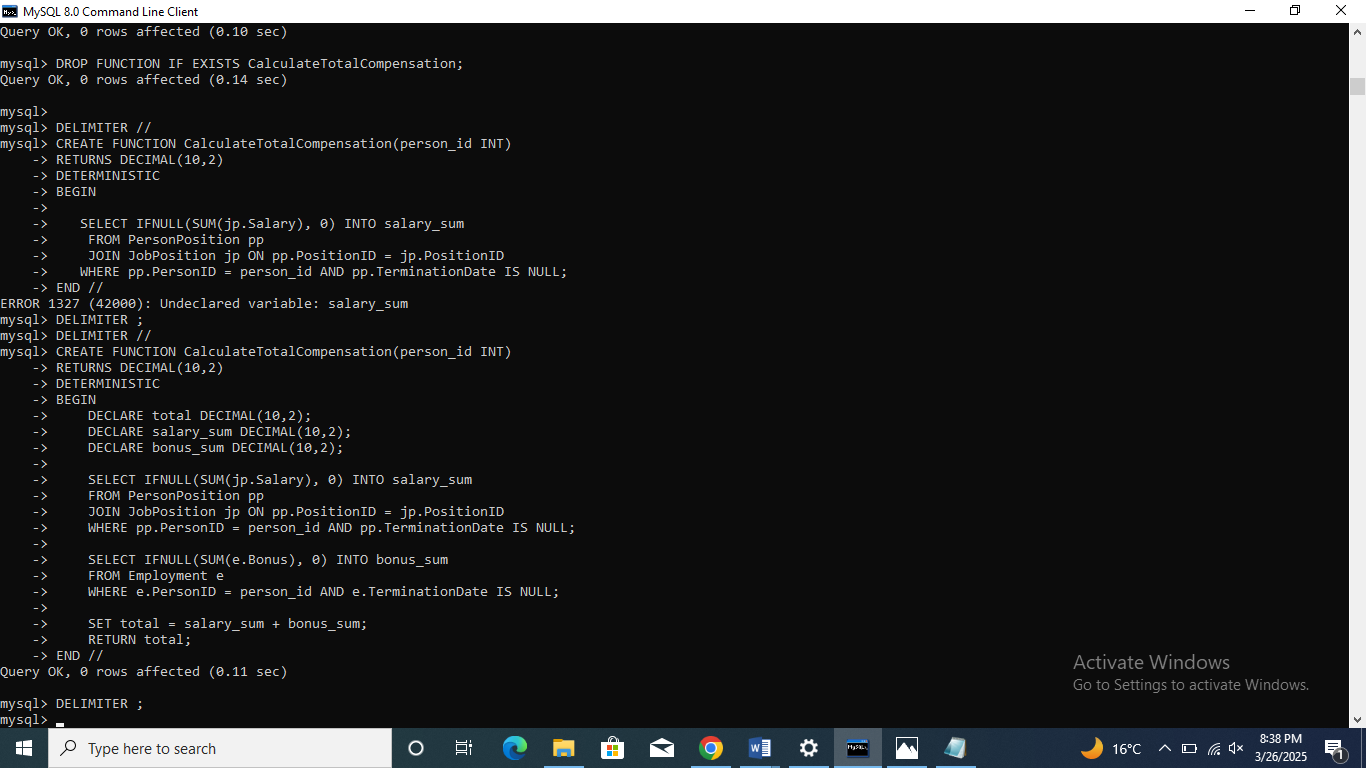 MySQL 8.0 Command Line Client
Query OK, 0 rows affected (0.10 sec)
mysql> DROP FUNCTION IF EXISTS CalculateTotalCompensation;
Query OK, 0 rows affected (0.14 sec)
mysql>
mysql> DELIMITER //
mysql> CREATE FUNCTION CalculateTotalCompensation(person_id INT)
    -> RETURNS DECIMAL(10,2)
    -> DETERMINISTIC
    -> BEGIN
    ->
    ->    SELECT IFNULL(SUM(jp.Salary), 0) INTO salary_sum
    ->     FROM PersonPosition pp
    ->     JOIN JobPosition jp ON pp.PositionID = jp.PositionID
    ->    WHERE pp.PersonID = person_id AND pp.TerminationDate IS NULL;
    -> END //
ERROR 1327 (42000): Undeclared variable: salary_sum
mysql> DELIMITER ;
mysql> DELIMITER //
mysql> CREATE FUNCTION CalculateTotalCompensation(person_id INT)
    -> RETURNS DECIMAL(10,2)
    -> DETERMINISTIC
    -> BEGIN
    ->     DECLARE total DECIMAL(10,2);
    ->     DECLARE salary_sum DECIMAL(10,2);
    ->     DECLARE bonus_sum DECIMAL(10,2);
    ->
    ->     SELECT IFNULL(SUM(jp.Salary), 0) INTO salary_sum
    ->     FROM PersonPosition pp
    ->     JOIN JobPosition jp ON pp.PositionID = jp.PositionID
    ->     WHERE pp.PersonID = person_id AND pp.TerminationDate IS NULL;
    ->
    ->     SELECT IFNULL(SUM(e.Bonus), 0) INTO bonus_sum
    ->     FROM Employment e
    ->     WHERE e.PersonID = person_id AND e.TerminationDate IS NULL;
    ->
    ->     SET total = salary_sum + bonus_sum;
    ->     RETURN total;
    -> END //
Query OK, 0 rows affected (0.11 sec)
mysql> DELIMITER ;
mysql>
Activate Windows
Go to Settings to activate Windows.
Type here to search
16°C
8:38 PM
3/26/2025
1